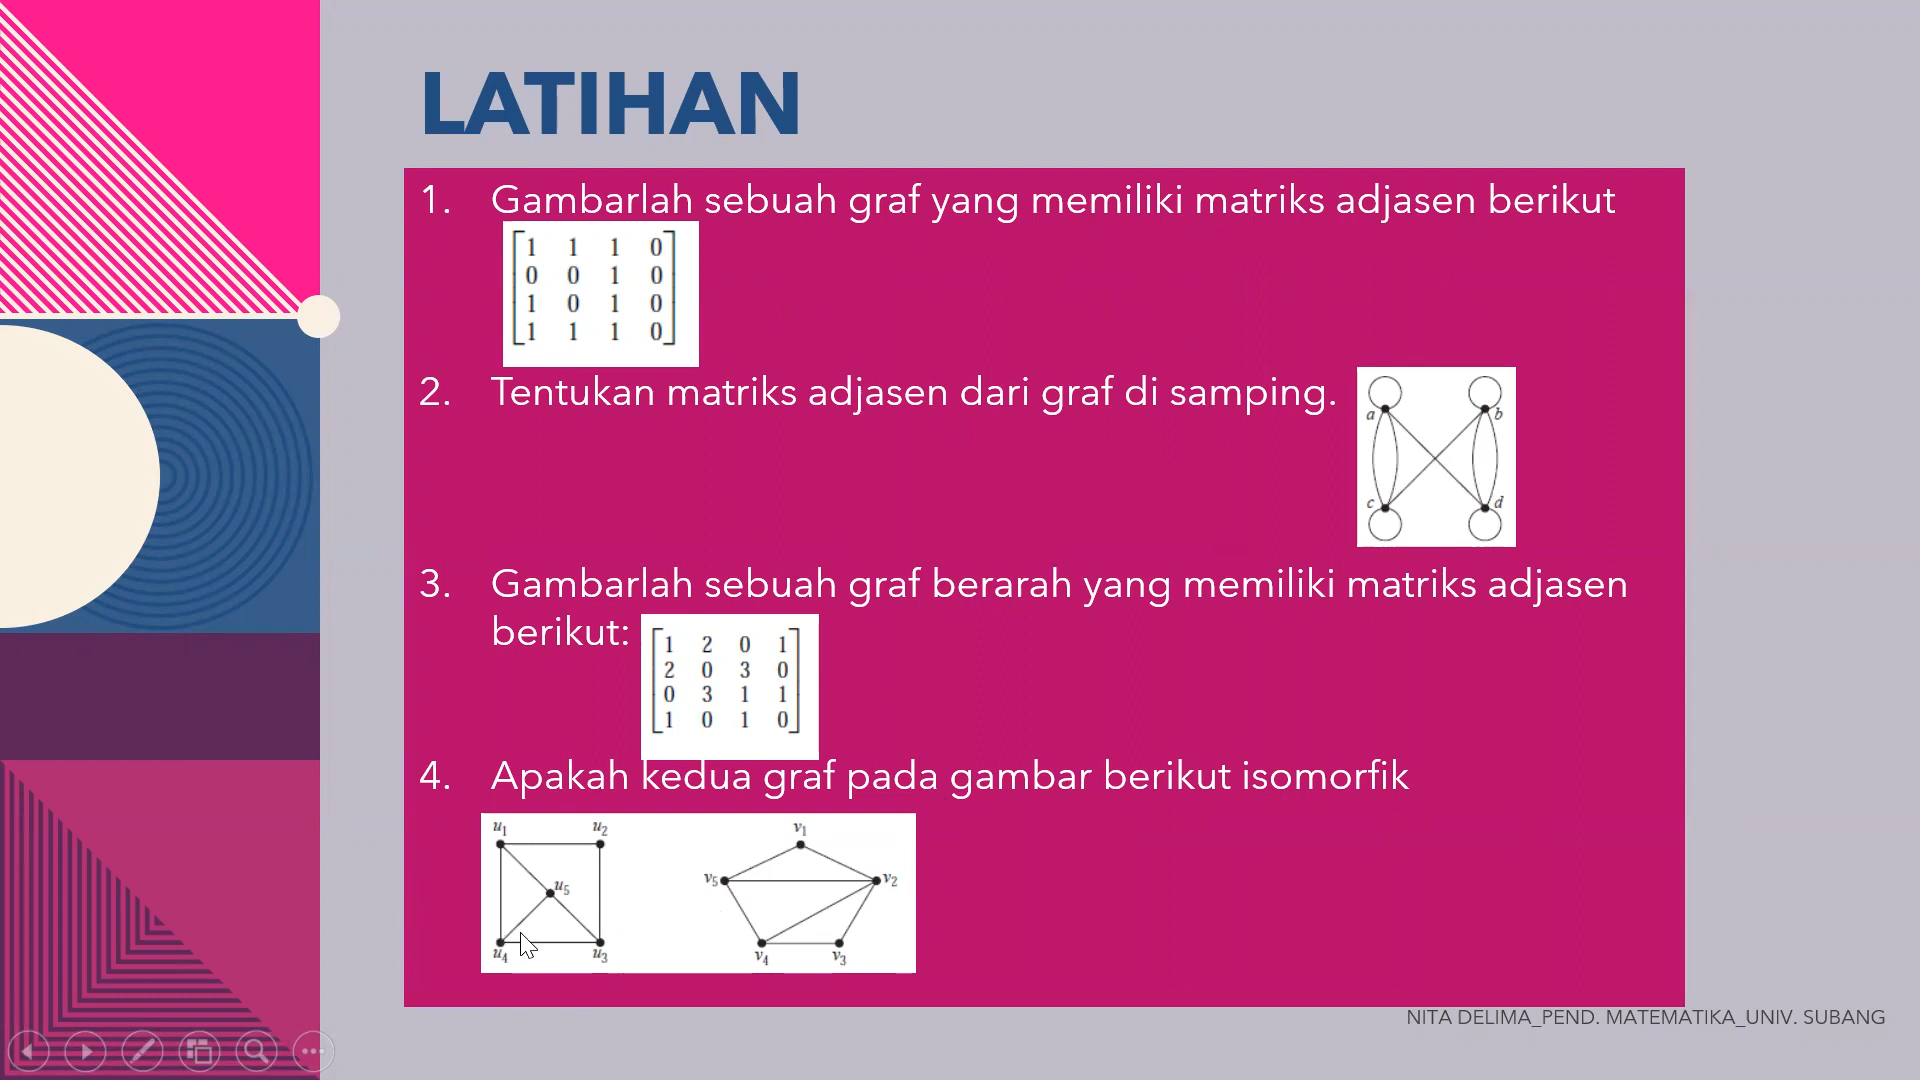 LATIHAN
1. Gambarlah sebuah graf yang memiliki matriks adjasen berikut
1 1 1 0
0 0 1 0
1 0 1 0
1 1 1 0
2. Tentukan matriks adjasen dari graf di samping.
a b
c d
3. Gambarlah sebuah graf berarah yang memiliki matriks adjasen
berikut:
1 2 0 1
2 0 3 0
0 3 1 1
1 0 1 0
4. Apakah kedua graf pada gambar berikut isomorfik
u1 u2
u5
u4 u3
v1
v5 v2
v4 v3
NITA DELIMA_PEND. MATEMATIKA_UNIV. SUBANG